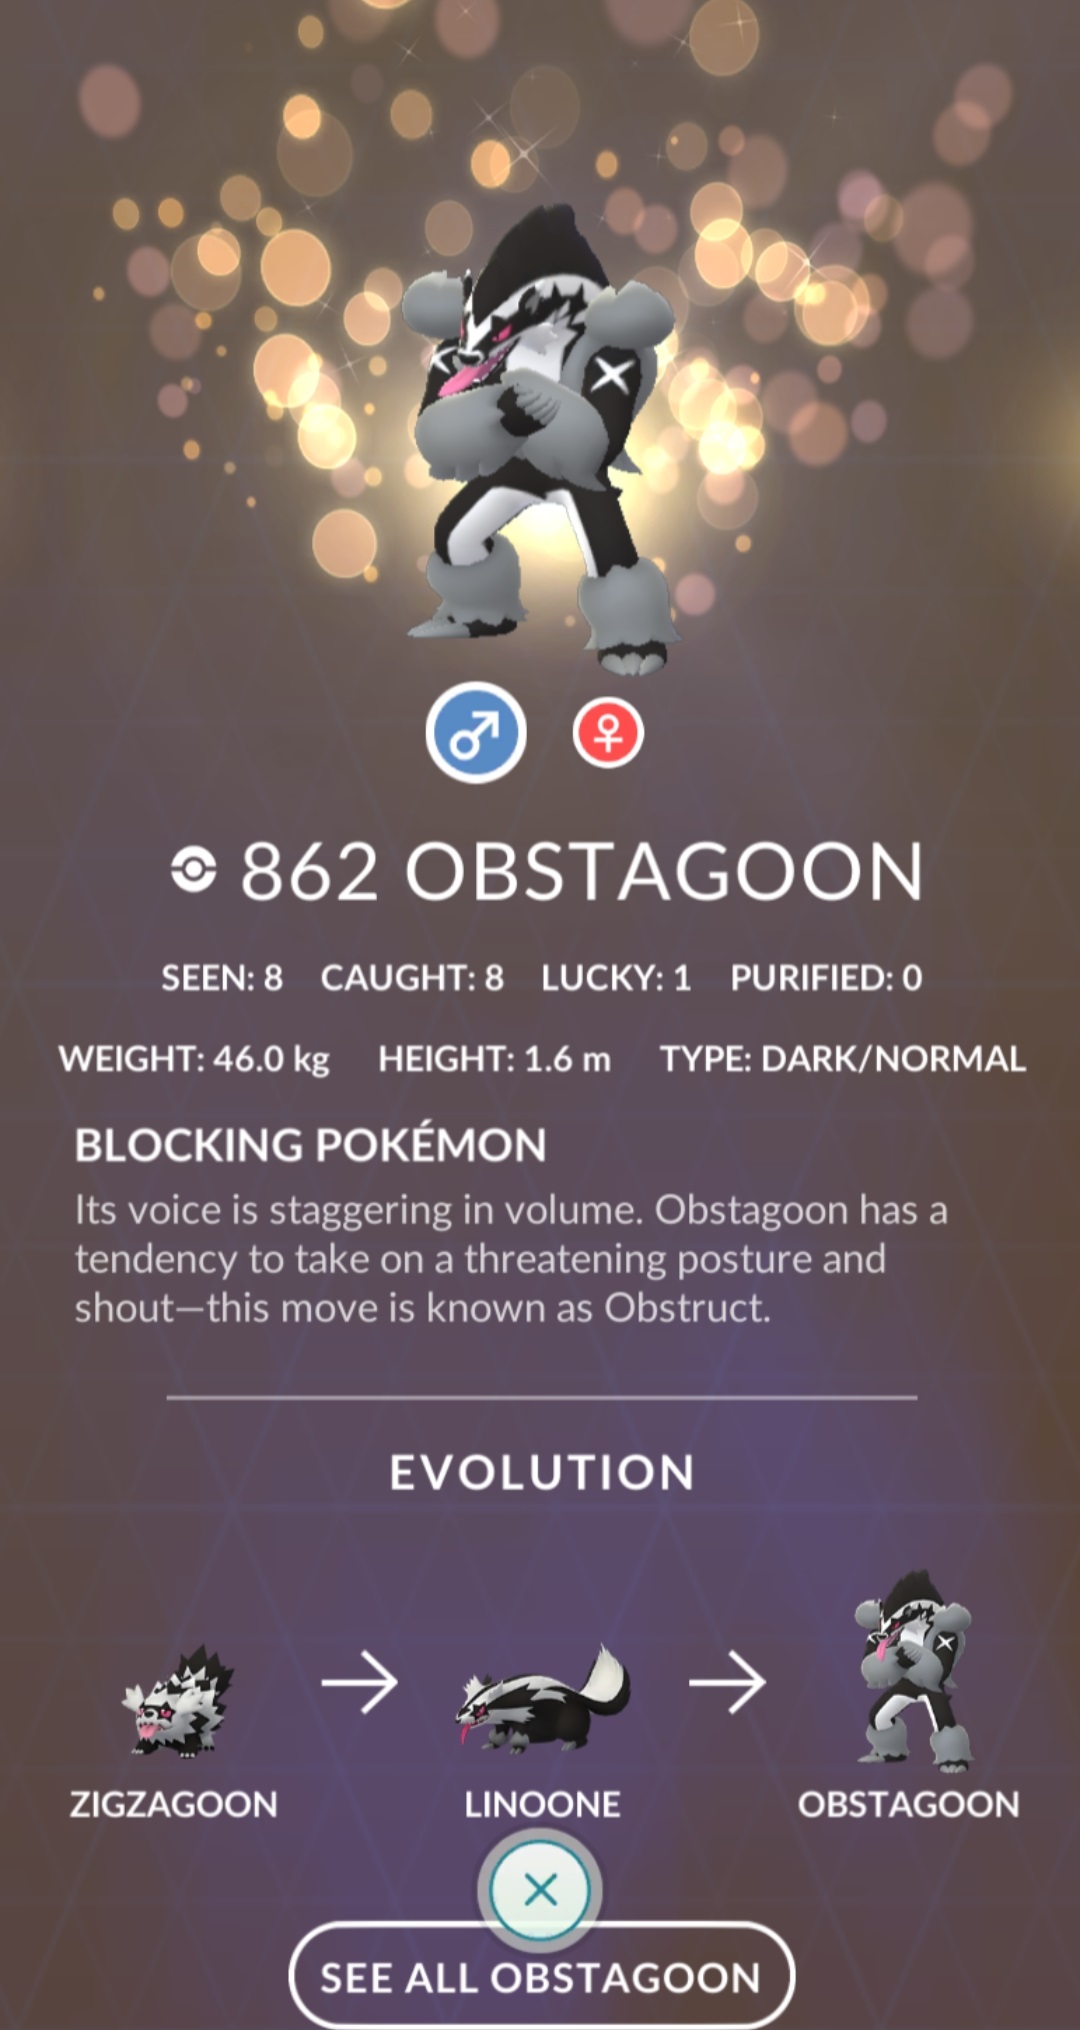 862 OBSTAGOON
SEEN: 8 CAUGHT: 8 LUCKY: 1 PURIFIED: 0
WEIGHT: 46.0 kg HEIGHT: 1.6 m TYPE: DARK/NORMAL
BLOCKING POKÉMON
Its voice is staggering in volume. Obstagoon has a
tendency to take on a threatening posture and
shout—this move is known as Obstruct.
EVOLUTION
ZIGZAGOON LINOONE OBSTAGOON
SEE ALL OBSTAGOON